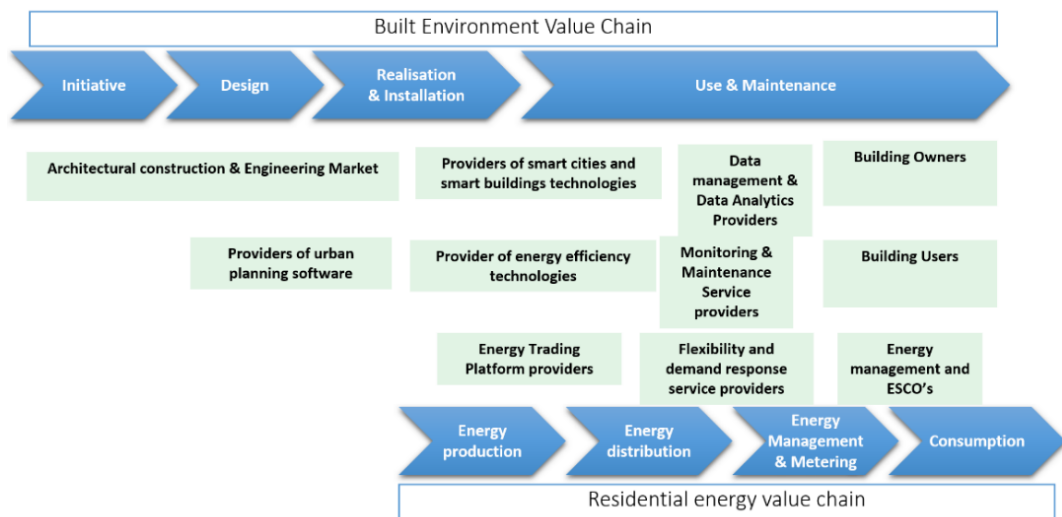 Built Environment Value Chain
Initiative
Design
Realisation
& Installation
Use & Maintenance
Architectural construction & Engineering Market
Providers of smart cities and
smart buildings technologies
Data
management &
Data Analytics
Providers
Building Owners
Providers of urban
planning software
Provider of energy efficiency
technologies
Monitoring &
Maintenance
Service
providers
Building Users
Energy Trading
Platform providers
Flexibility and
demand response
service providers
Energy
management and
ESCO's
Energy
production
Energy
distribution
Energy
Management
& Metering
Consumption
Residential energy value chain